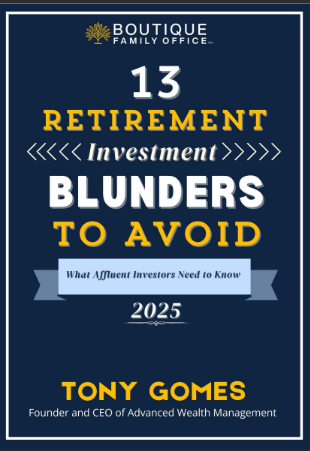 BOUTIQUE
FAMILY OFICE
13
RETIREMENT
Investment
BLUNDERS
TO AVOID
What Affluent Investors Need to Know
2025
TONY GOMES
Founder and CEO of Advanced Wealth Management